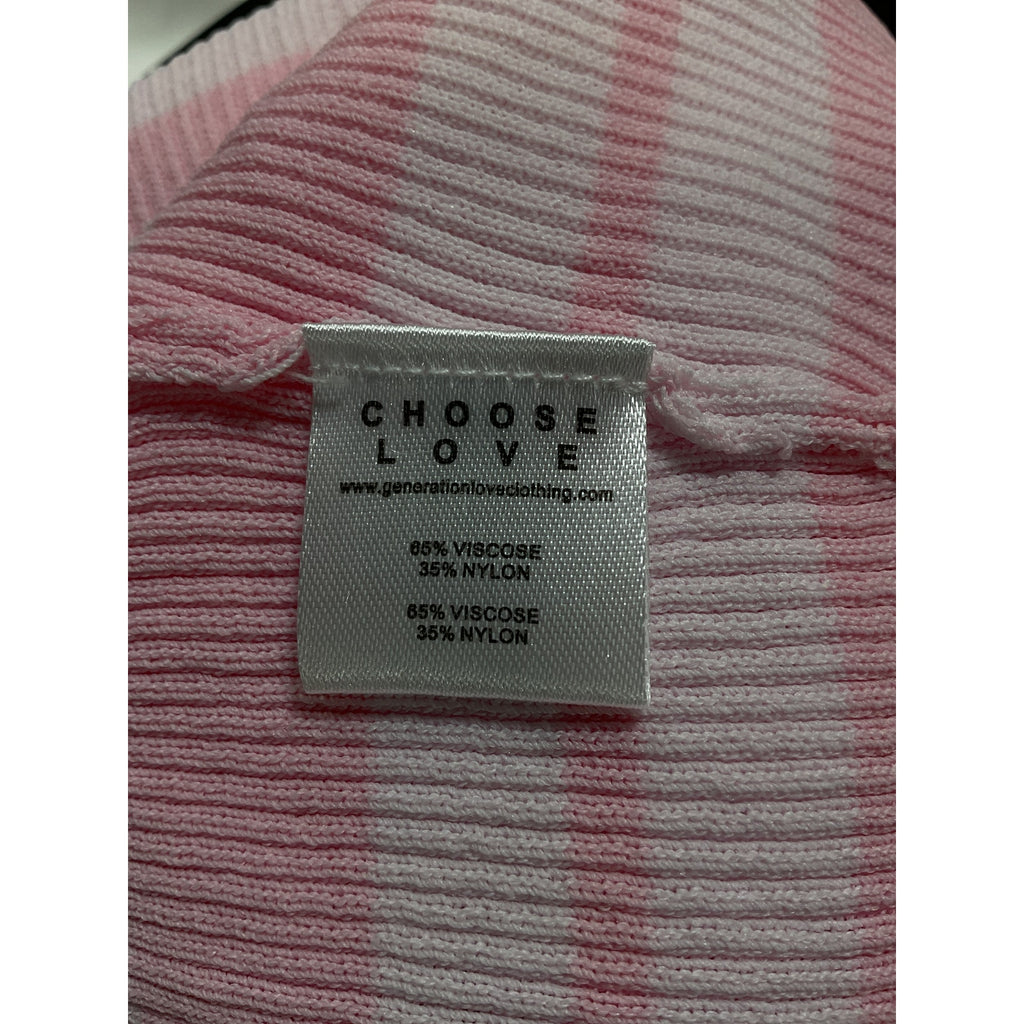 CHOOSE
LOVE
www.generationloveclothing.com
65% VISCOSE
35% NYLON
65% VISCOSE
35% NYLON